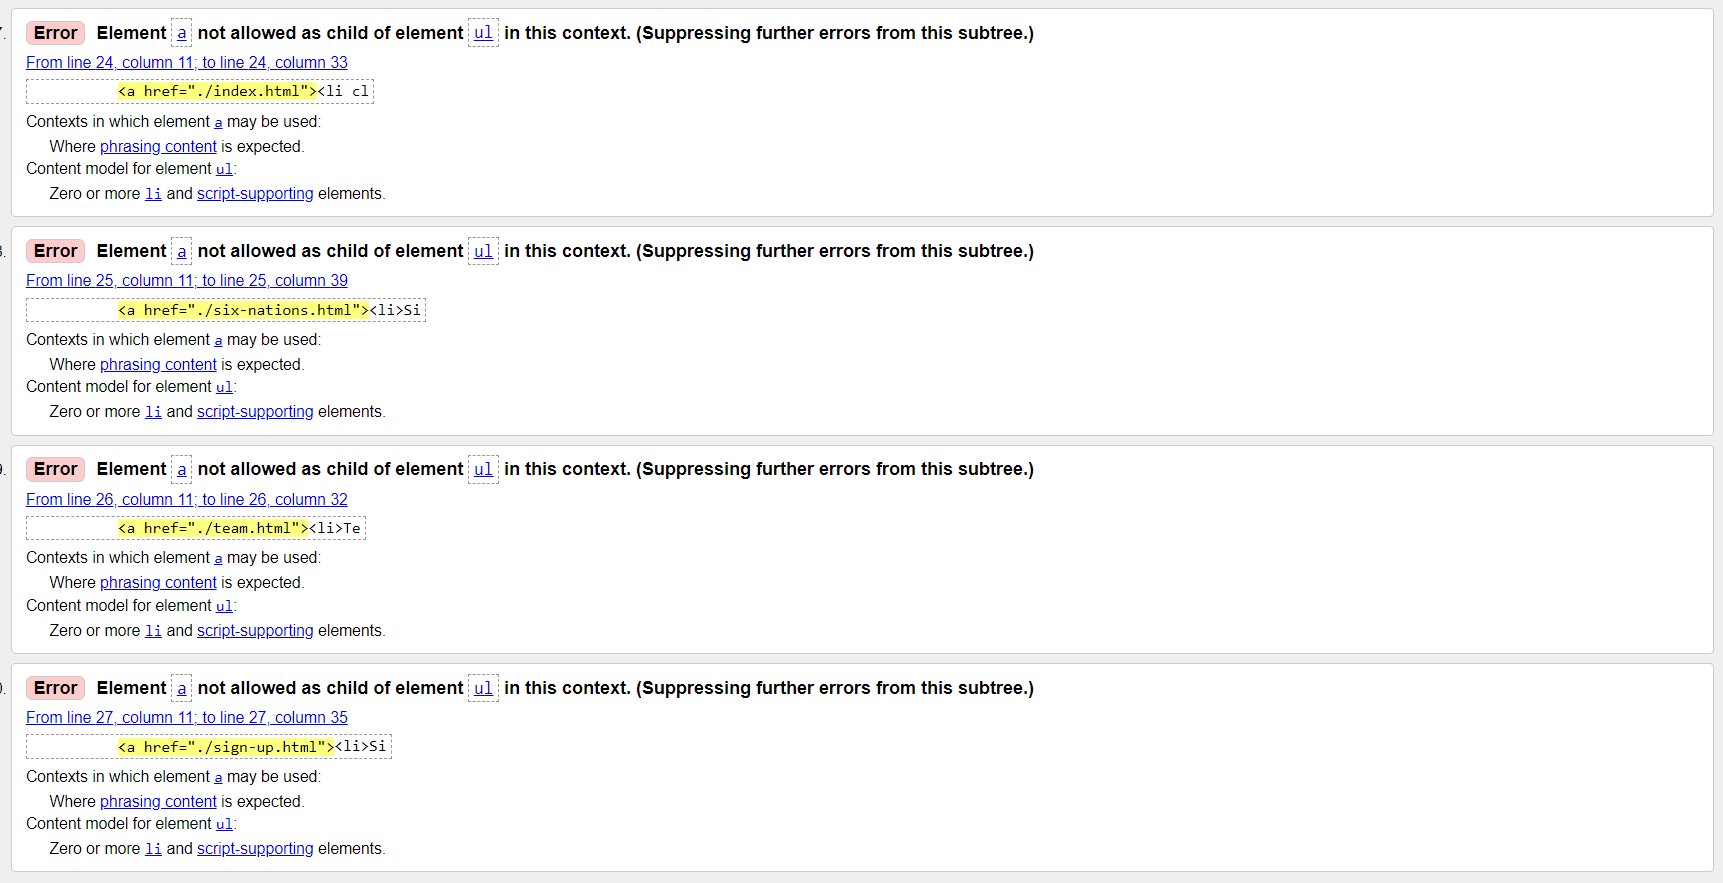 Error Element a not allowed as child of element ul in this context. (Suppressing further errors from this subtree.)
From line 24, column 11; to line 24, column 33
<a href="./index.html"><li cl
Contexts in which element a may be used:
Where phrasing content is expected.
Content model for element ul:
Zero or more li and script-supporting elements.
Error Element a not allowed as child of element ul in this context. (Suppressing further errors from this subtree.)
From line 25, column 11; to line 25, column 39
<a href="./six-nations.html"><li>Si
Contexts in which element a may be used:
Where phrasing content is expected.
Content model for element ul:
Zero or more li and script-supporting elements.
Error Element a not allowed as child of element ul in this context. (Suppressing further errors from this subtree.)
From line 26, column 11; to line 26, column 32
<a href="./team.html"><li>Te
Contexts in which element a may be used:
Where phrasing content is expected.
Content model for element ul:
Zero or more li and script-supporting elements.
Error Element a not allowed as child of element ul in this context. (Suppressing further errors from this subtree.)
From line 27, column 11; to line 27, column 35
<a href="./sign-up.html"><li>Si
Contexts in which element a may be used:
Where phrasing content is expected.
Content model for element ul:
Zero or more li and script-supporting elements.